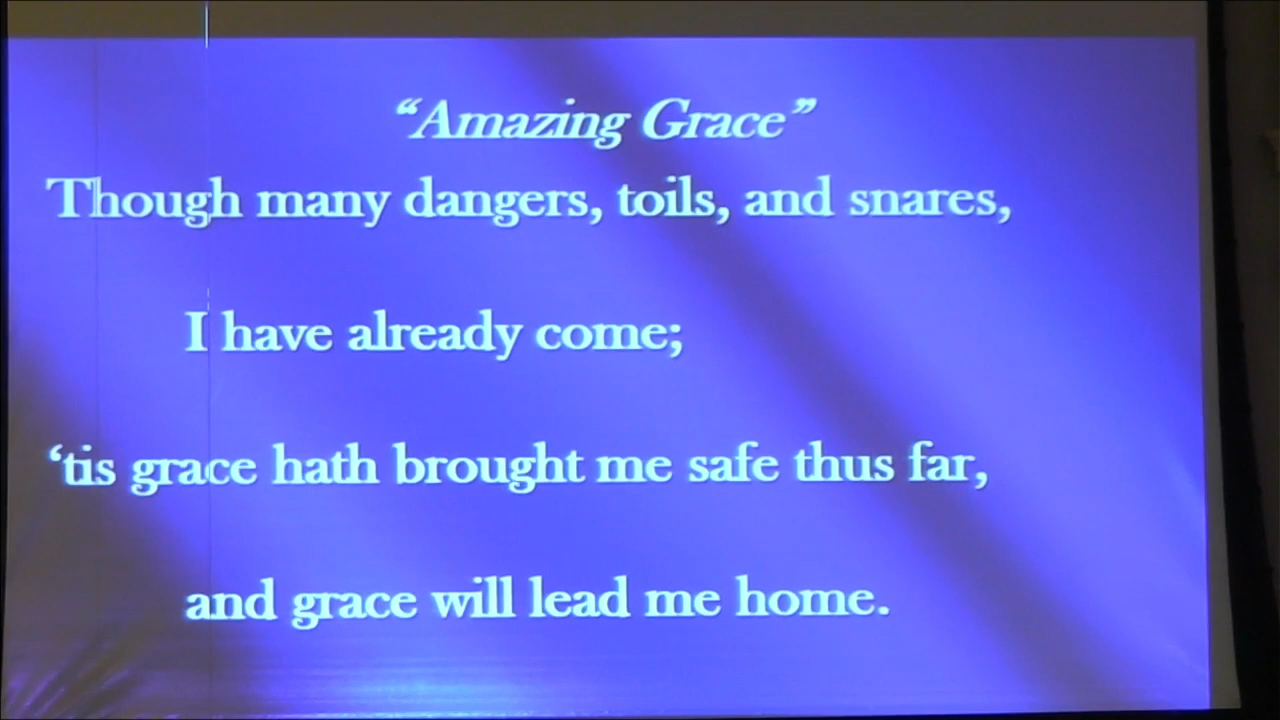 “Amazing Grace”
Though many dangers, toils, and snares,
I have already come;
‘tis grace hath brought me safe thus far,
and grace will lead me home.